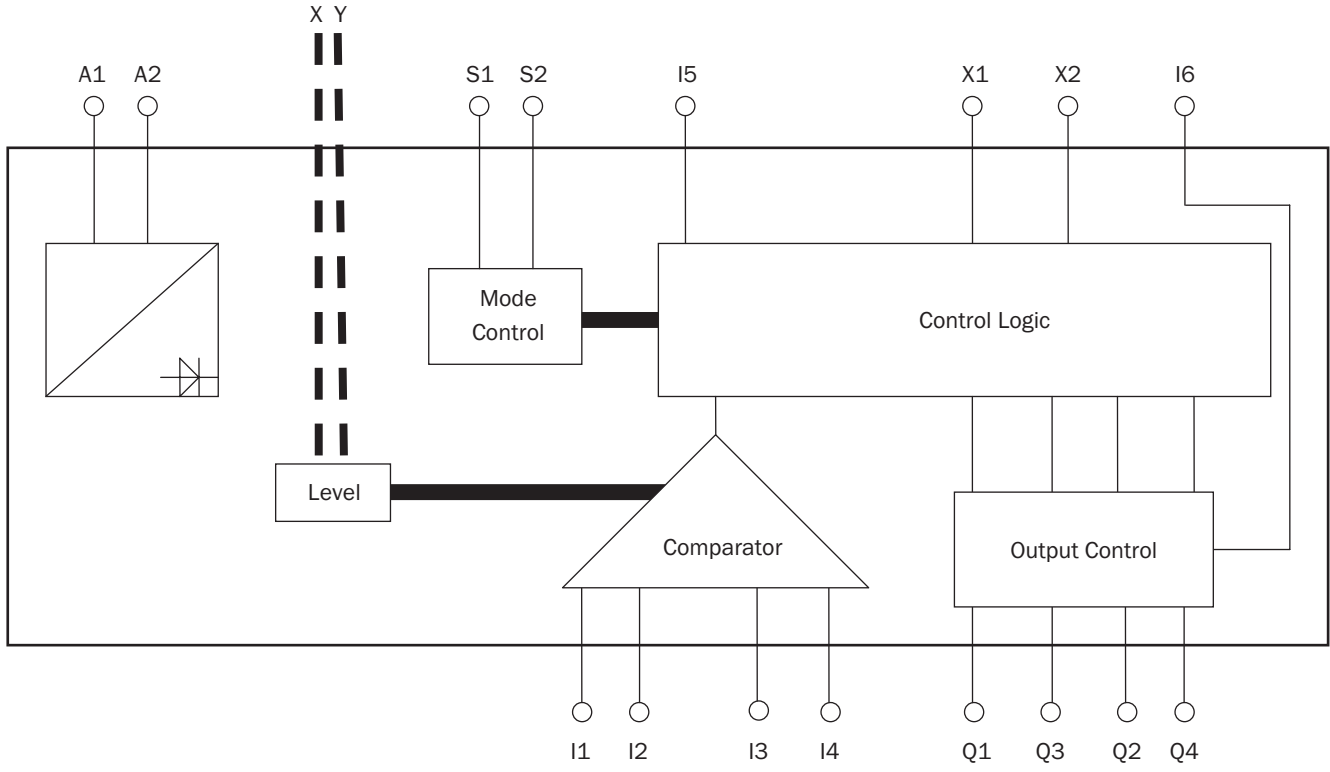 X Y
A1 A2 S1 S2 I5 X1 X2 I6
Mode
Control
Control Logic
Level
Comparator
Output Control
I1 I2 I3 I4 Q1 Q3 Q2 Q4